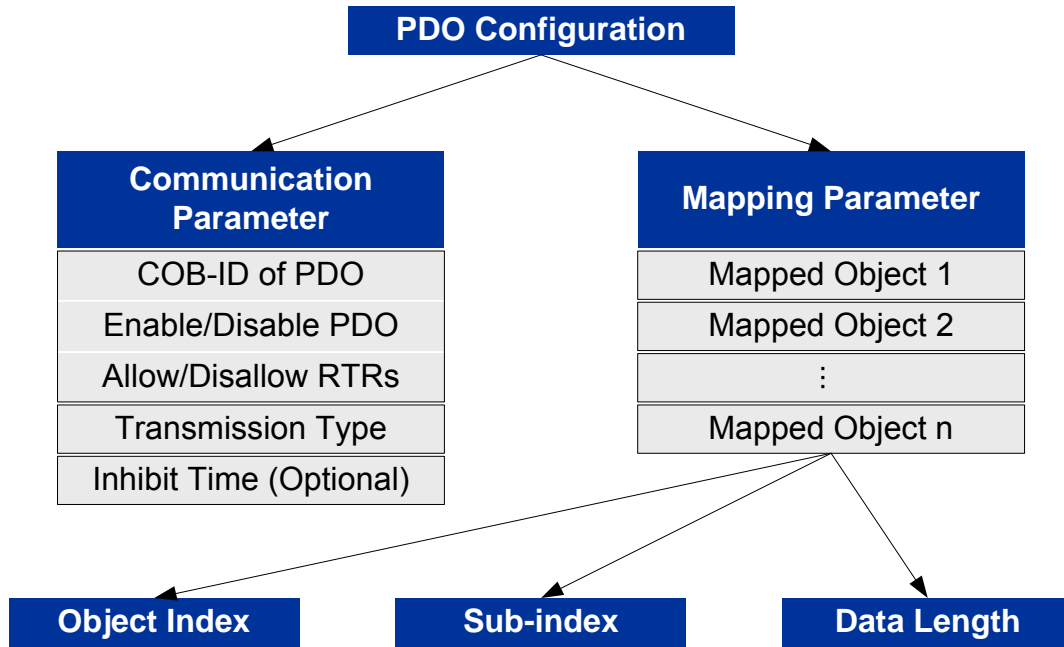 PDO Configuration
Communication
Parameter
COB-ID of PDO
Enable/Disable PDO
Allow/Disallow RTRs
Transmission Type
Inhibit Time (Optional)
Mapping Parameter
Mapped Object 1
Mapped Object 2
⋮
Mapped Object n
Object Index
Sub-index
Data Length